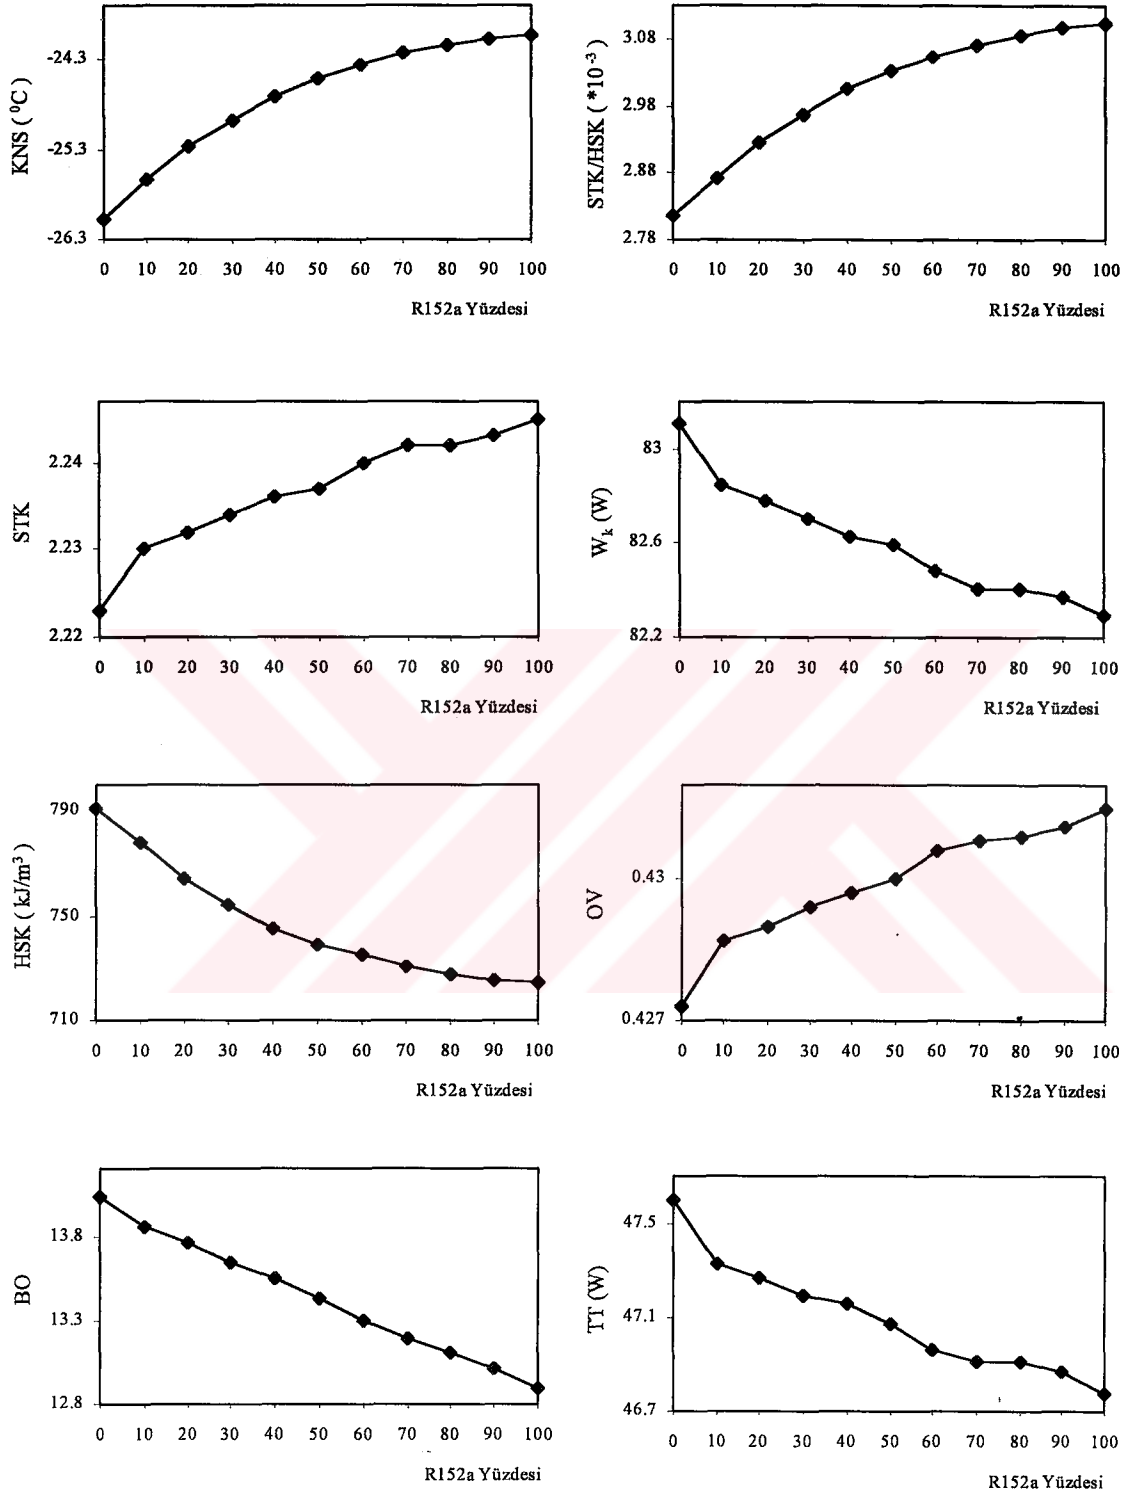 KNS ( ⁰C )
-24.3
-25.3
-26.3
0 10 20 30 40 50 60 70 80 90 100
R152a Yüzdesi
STK/HSK ( *10⁻³ )
3.08
2.98
2.88
2.78
0 10 20 30 40 50 60 70 80 90 100
R152a Yüzdesi
STK
2.24
2.23
2.22
0 10 20 30 40 50 60 70 80 90 100
R152a Yüzdesi
Wₖ (W)
83
82.6
82.2
0 10 20 30 40 50 60 70 80 90 100
R152a Yüzdesi
HSK ( kJ/m³ )
790
750
710
0 10 20 30 40 50 60 70 80 90 100
R152a Yüzdesi
OV
0.43
0.427
0 10 20 30 40 50 60 70 80 90 100
R152a Yüzdesi
BO
13.8
13.3
12.8
0 10 20 30 40 50 60 70 80 90 100
R152a Yüzdesi
TT (W)
47.5
47.1
46.7
0 10 20 30 40 50 60 70 80 90 100
R152a Yüzdesi